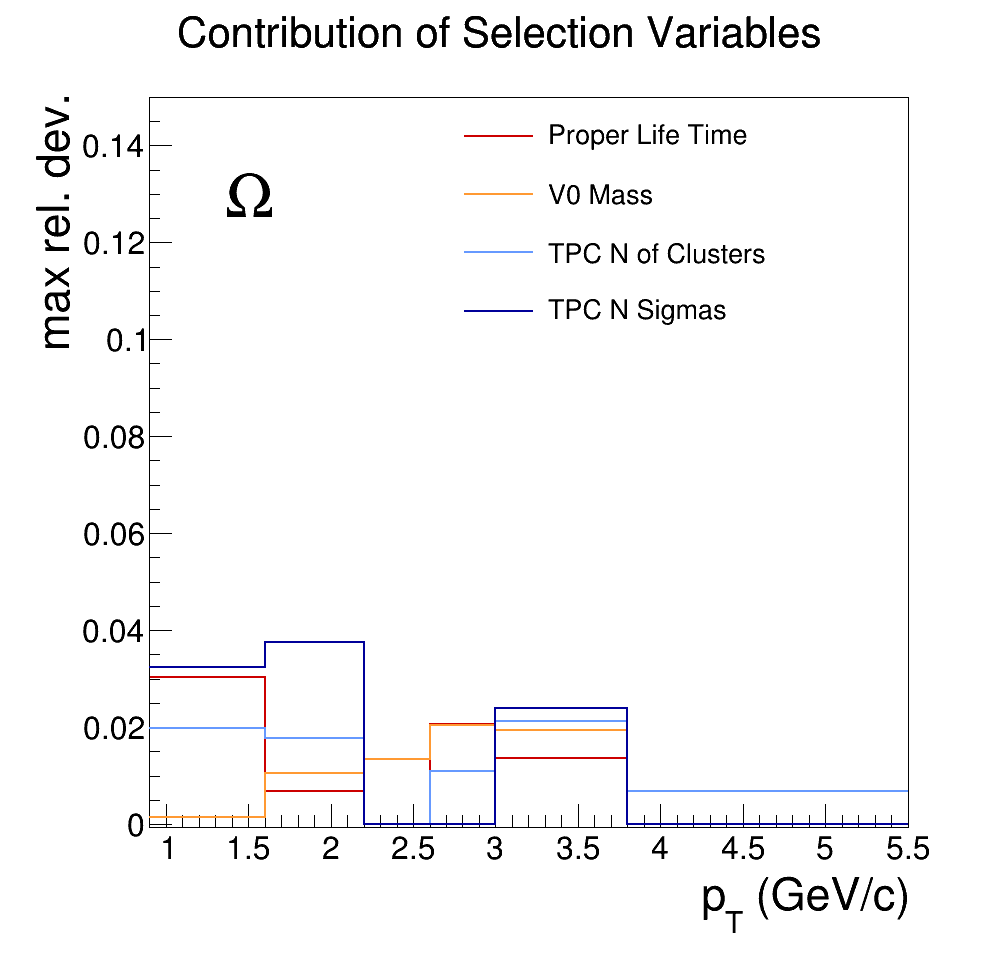 Contribution of Selection Variables
max rel. dev.
0.14
0.12
0.1
0.08
0.06
0.04
0.02
0
Ω
Proper Life Time
V0 Mass
TPC N of Clusters
TPC N Sigmas
1 1.5 2 2.5 3 3.5 4 4.5 5 5.5
p_T (GeV/c)